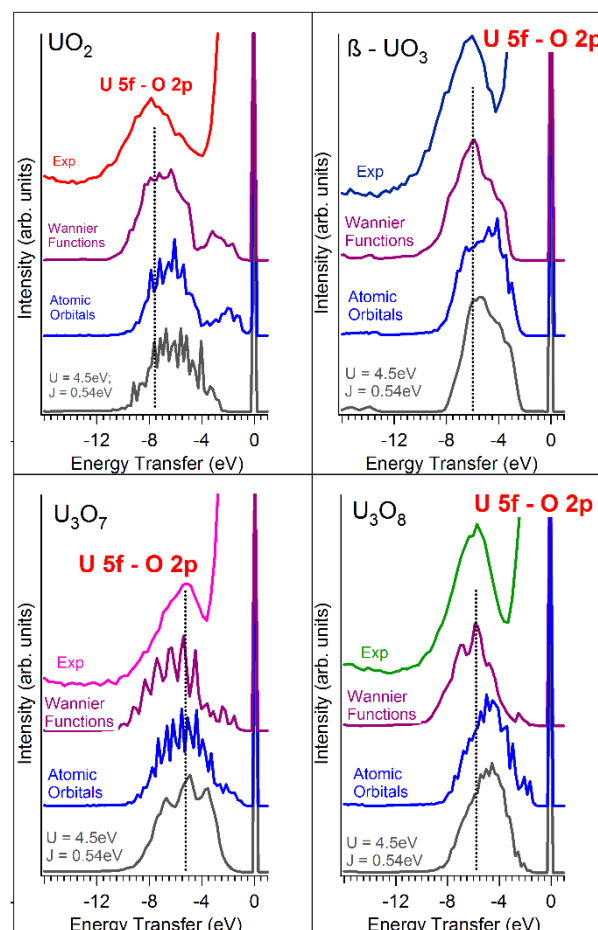 UO2
U 5f - O 2p
Exp
Wannier
Functions
Atomic
Orbitals
U = 4.5eV;
J = 0.54eV
Intensity (arb. units)
-12 -8 -4 0
Energy Transfer (eV)
ß - UO3
U 5f - O 2p
Exp
Wannier
Functions
Atomic
Orbitals
U = 4.5eV
J = 0.54eV
Intensity (arb. units)
-12 -8 -4 0
Energy Transfer (eV)
U3O7
U 5f - O 2p
Exp
Wannier
Functions
Atomic
Orbitals
U = 4.5eV
J = 0.54eV
Intensity (arb. units)
-12 -8 -4 0
Energy Transfer (eV)
U3O8
U 5f - O 2p
Exp
Wannier
Functions
Atomic
Orbitals
U = 4.5eV
J = 0.54eV
Intensity (arb. units)
-12 -8 -4 0
Energy Transfer (eV)